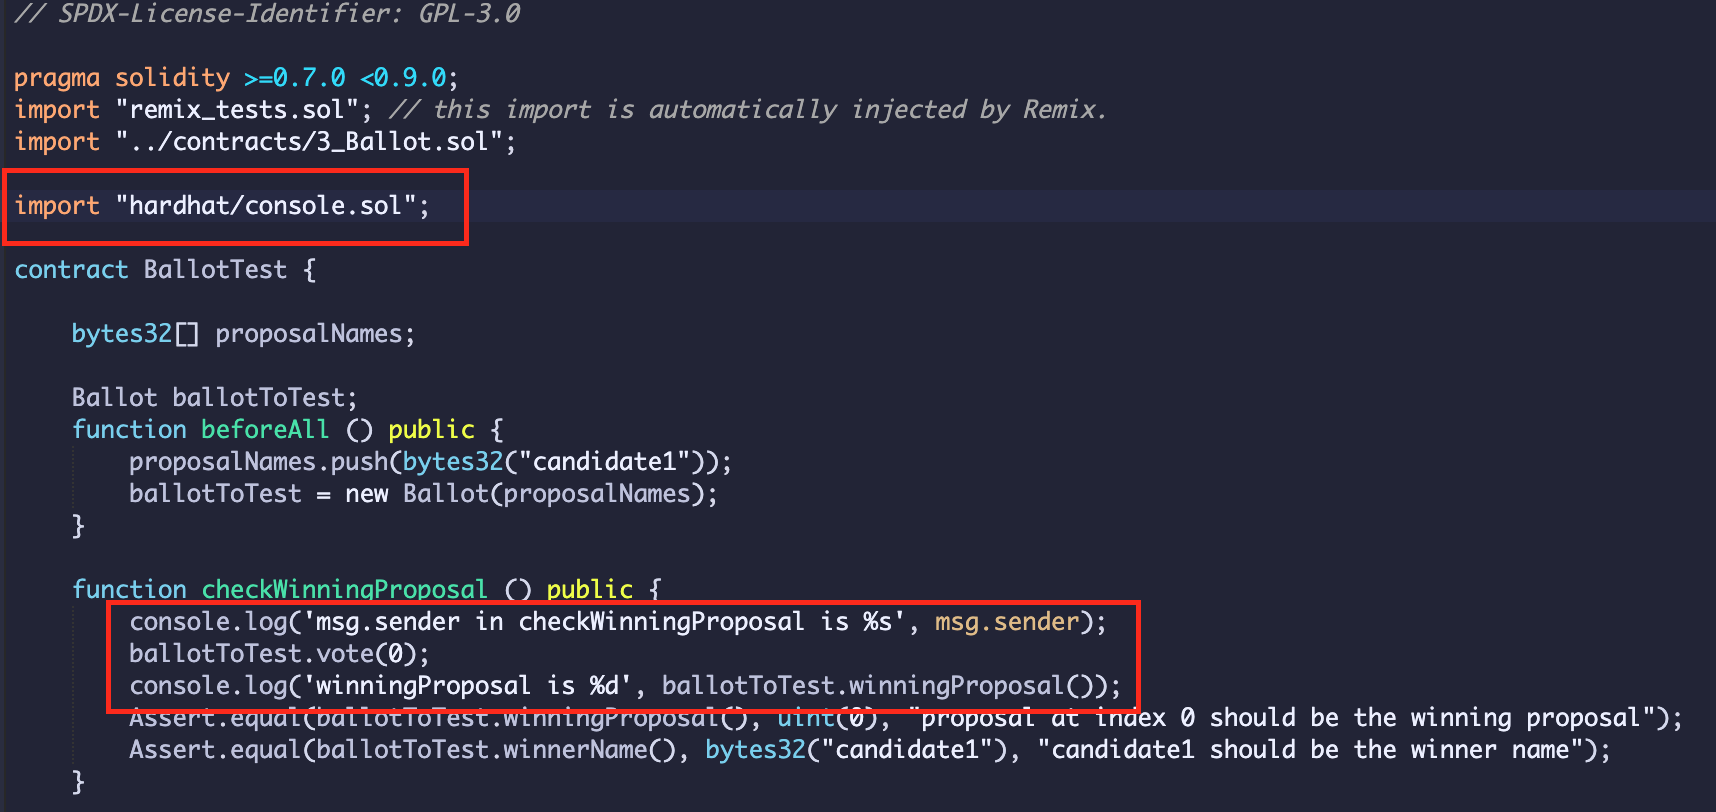 // SPDX-License-Identifier: GPL-3.0
pragma solidity >=0.7.0 <0.9.0;
import "remix_tests.sol"; // this import is automatically injected by Remix.
import "../contracts/3_Ballot.sol";
import "hardhat/console.sol";
contract BallotTest {
bytes32[] proposalNames;
Ballot ballotToTest;
function beforeAll () public {
proposalNames.push(bytes32("candidate1"));
ballotToTest = new Ballot(proposalNames);
}
function checkWinningProposal () public {
console.log('msg.sender in checkWinningProposal is %s', msg.sender);
ballotToTest.vote(0);
console.log('winningProposal is %d', ballotToTest.winningProposal());
Assert.equal(ballotToTest.winningProposal(), uint(0), "proposal at index 0 should be the winning proposal");
Assert.equal(ballotToTest.winnerName(), bytes32("candidate1"), "candidate1 should be the winner name");
}